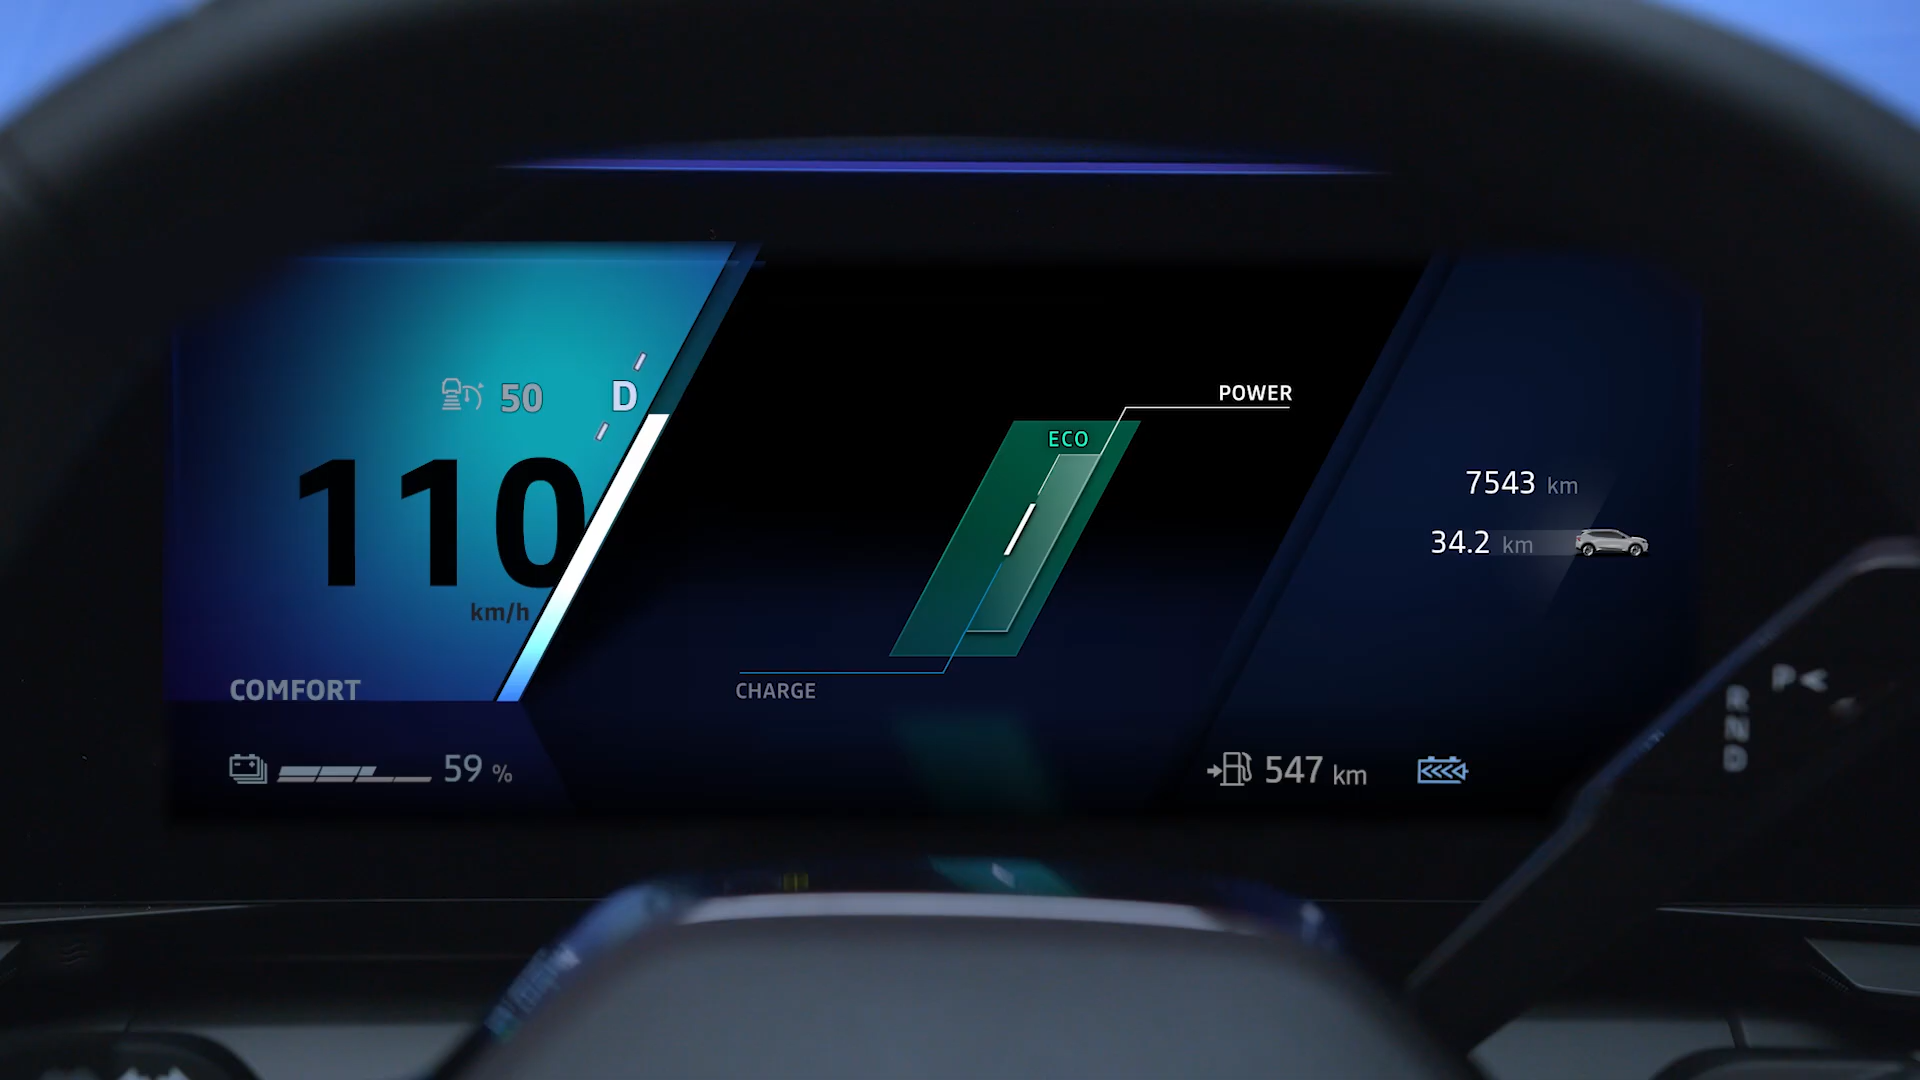 50 D
110
km/h
COMFORT
59 %
POWER
ECO
CHARGE
7543 km
34.2 km
547 km
P
R
N
D